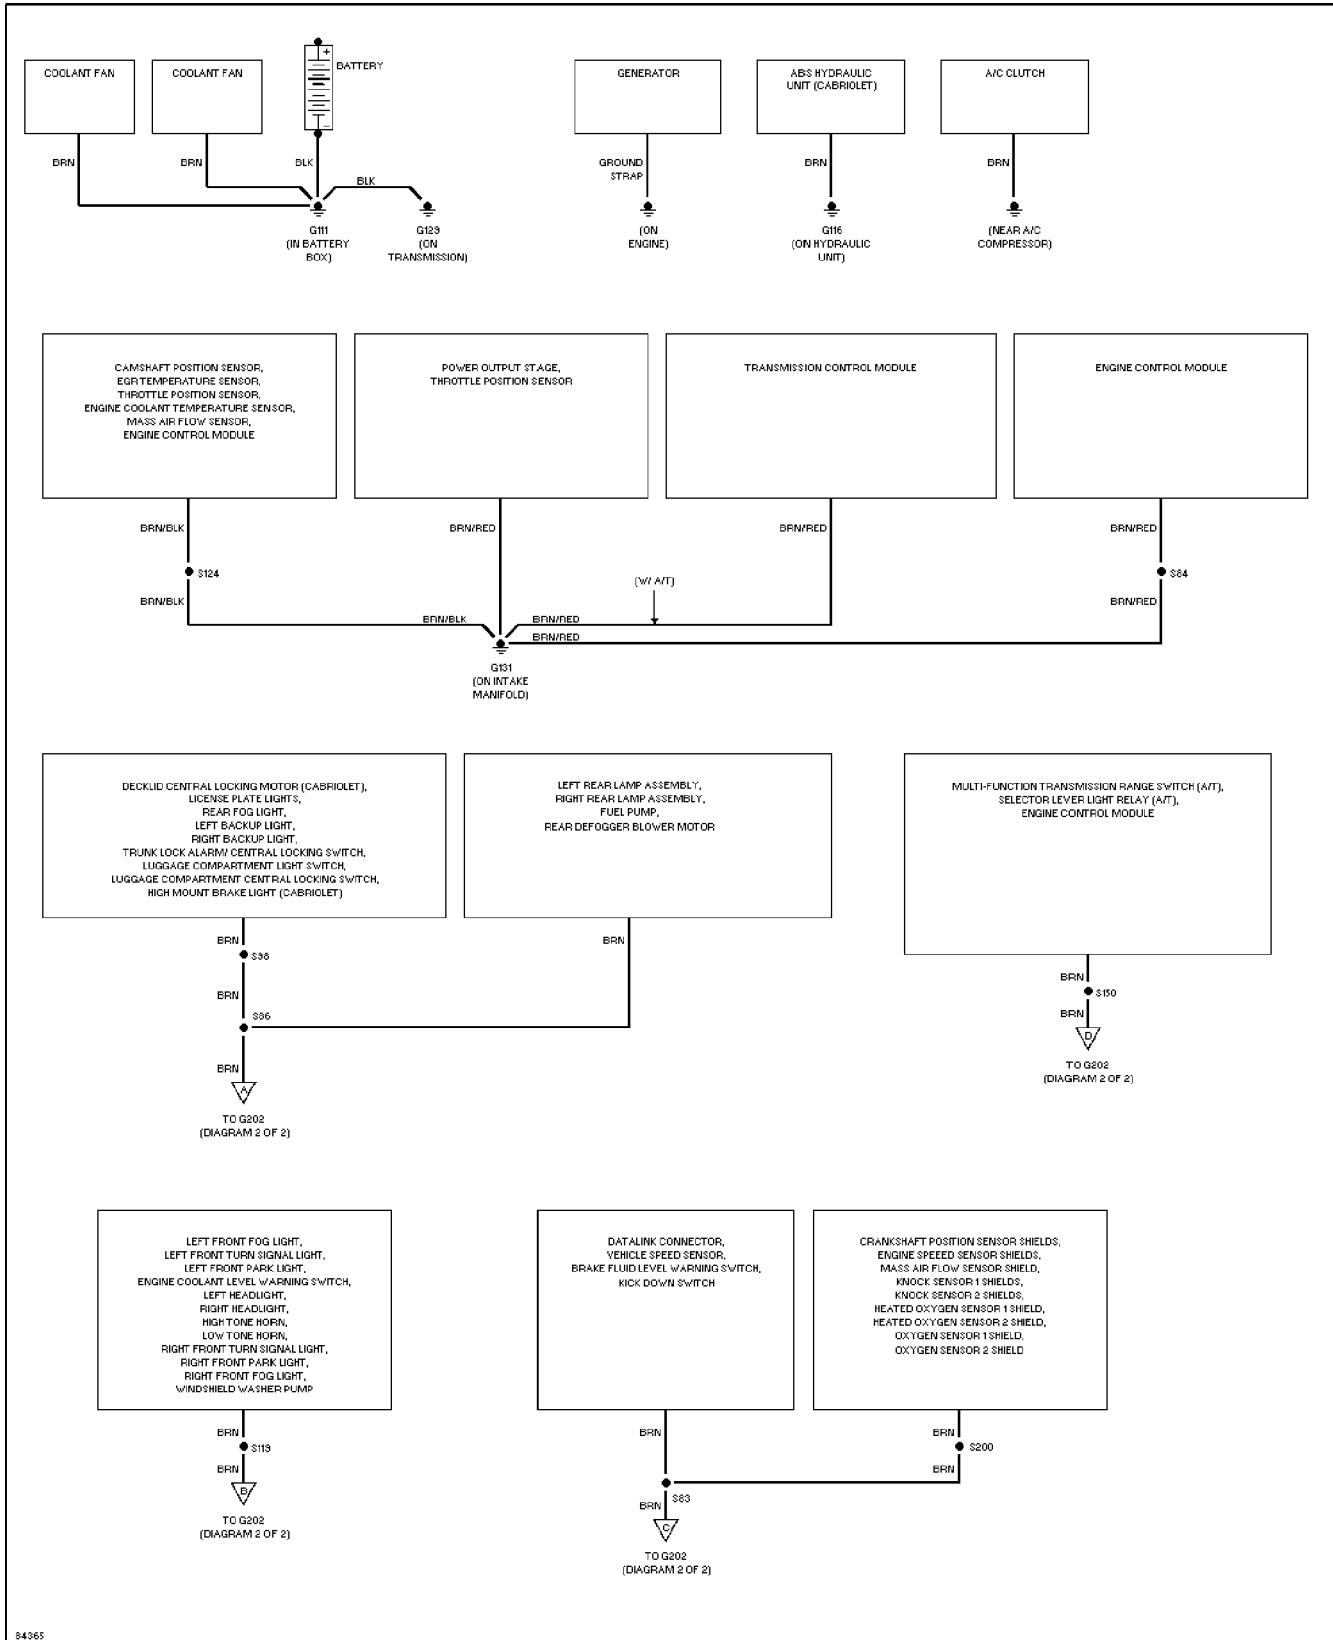 COOLANT FAN
COOLANT FAN
BATTERY
+
−
GENERATOR
ABS HYDRAULIC
UNIT (CABRIOLET)
A/C CLUTCH
BRN
BRN
BLK
BLK
GROUND
STRAP
BRN
BRN
G111
(IN BATTERY
BOX)
G129
(ON
TRANSMISSION)
(ON
ENGINE)
G116
(ON HYDRAULIC
UNIT)
(NEAR A/C
COMPRESSOR)
CAMSHAFT POSITION SENSOR,
EGR TEMPERATURE SENSOR,
THROTTLE POSITION SENSOR,
ENGINE COOLANT TEMPERATURE SENSOR,
MASS AIR FLOW SENSOR,
ENGINE CONTROL MODULE
POWER OUTPUT STAGE,
THROTTLE POSITION SENSOR
TRANSMISSION CONTROL MODULE
ENGINE CONTROL MODULE
BRN/BLK
BRN/RED
BRN/RED
BRN/RED
S124
(W/ A/T)
S84
BRN/BLK
BRN/RED
BRN/BLK
BRN/RED
BRN/RED
G131
(ON INTAKE
MANIFOLD)
DECKLID CENTRAL LOCKING MOTOR (CABRIOLET),
LICENSE PLATE LIGHTS,
REAR FOG LIGHT,
LEFT BACKUP LIGHT,
RIGHT BACKUP LIGHT,
TRUNK LOCK ALARM/ CENTRAL LOCKING SWITCH,
LUGGAGE COMPARTMENT LIGHT SWITCH,
LUGGAGE COMPARTMENT CENTRAL LOCKING SWITCH,
HIGH MOUNT BRAKE LIGHT (CABRIOLET)
LEFT REAR LAMP ASSEMBLY,
RIGHT REAR LAMP ASSEMBLY,
FUEL PUMP,
REAR DEFOGGER BLOWER MOTOR
MULTI-FUNCTION TRANSMISSION RANGE SWITCH (A/T),
SELECTOR LEVER LIGHT RELAY (A/T),
ENGINE CONTROL MODULE
BRN
S98
BRN
BRN
S86
BRN
A
TO G202
(DIAGRAM 2 OF 2)
BRN
S150
BRN
D
TO G202
(DIAGRAM 2 OF 2)
LEFT FRONT FOG LIGHT,
LEFT FRONT TURN SIGNAL LIGHT,
LEFT FRONT PARK LIGHT,
ENGINE COOLANT LEVEL WARNING SWITCH,
LEFT HEADLIGHT,
RIGHT HEADLIGHT,
HIGH TONE HORN,
LOW TONE HORN,
RIGHT FRONT TURN SIGNAL LIGHT,
RIGHT FRONT PARK LIGHT,
RIGHT FRONT FOG LIGHT,
WINDSHIELD WASHER PUMP
DATALINK CONNECTOR,
VEHICLE SPEED SENSOR,
BRAKE FLUID LEVEL WARNING SWITCH,
KICK DOWN SWITCH
CRANKSHAFT POSITION SENSOR SHIELDS,
ENGINE SPEEED SENSOR SHIELDS,
MASS AIR FLOW SENSOR SHIELD,
KNOCK SENSOR 1 SHIELDS,
KNOCK SENSOR 2 SHIELDS,
HEATED OXYGEN SENSOR 1 SHIELD,
HEATED OXYGEN SENSOR 2 SHIELD,
OXYGEN SENSOR 1 SHIELD,
OXYGEN SENSOR 2 SHIELD
BRN
S119
BRN
B
TO G202
(DIAGRAM 2 OF 2)
BRN
BRN
S200
BRN
S83
BRN
C
TO G202
(DIAGRAM 2 OF 2)
84365